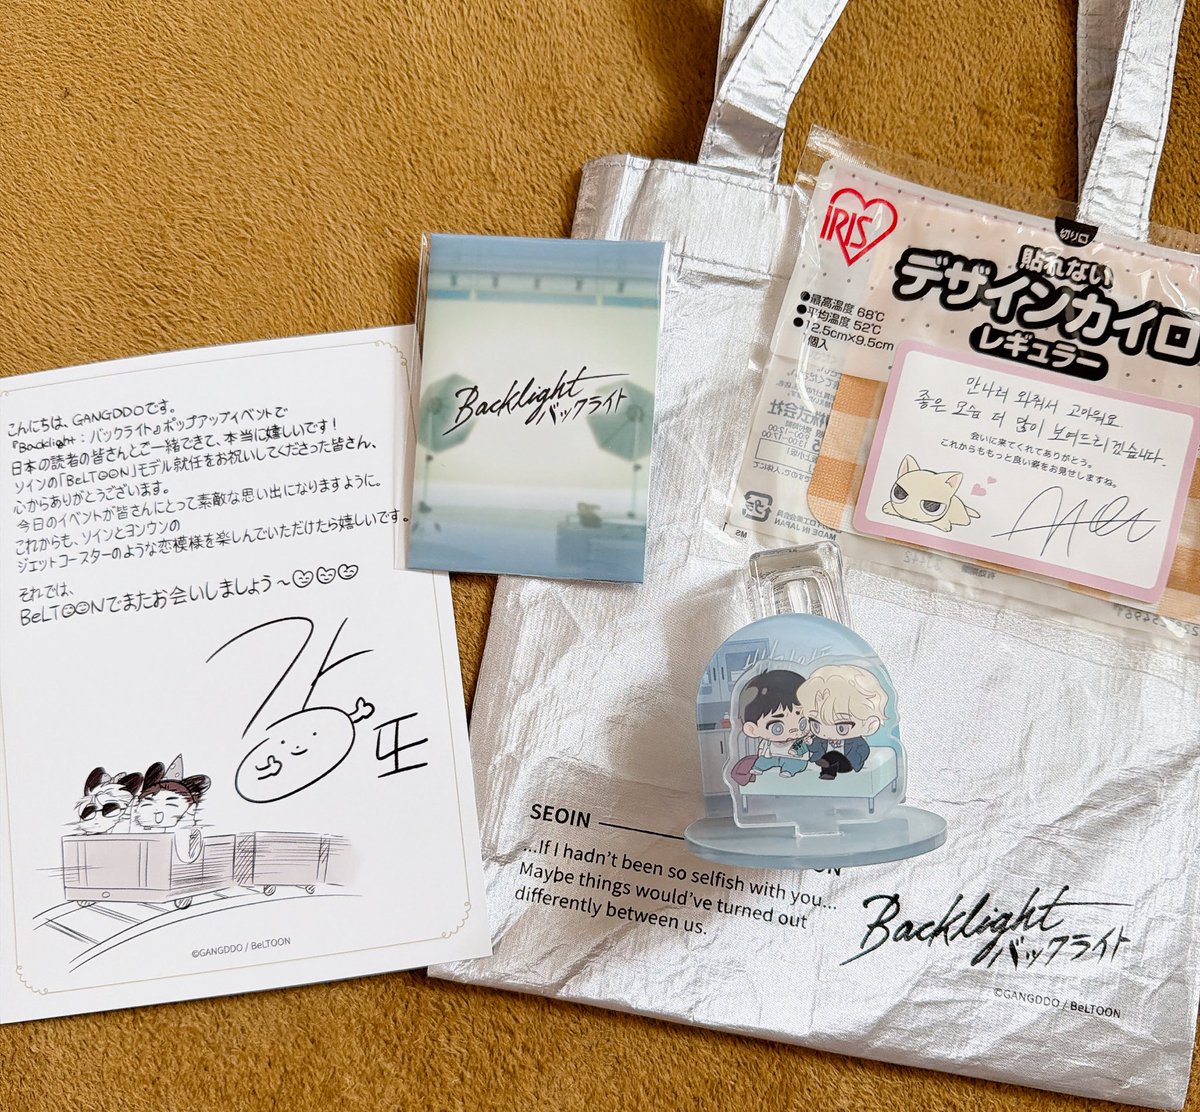 こんにちは、GANGDDOです。
『Backlight：バックライト』ポップアップイベントで
日本の読者の皆さんとご一緒できて、本当に嬉しいです！
ソインの「BeLTOON」モデル就任をお祝いしてくださった皆さん、
心からありがとうございます。
今日のイベントが皆さんにとって素敵な思い出になりますように。
これからも、ソインとヨンウンの
ジェットコースターのような恋模様を楽しんでいただけたら嬉しいです。
それでは、
BeLTOONでまたお会いしましょう～
©GANGDDO / BeLTOON
Backlight
バックライト
IRIS
切り口
貼れない
デザインカイロ
レギュラー
●最高温度 68℃
●平均温度 52℃
●12.5cm×9.5cm
個入
MADE IN JAPAN
만나러 와줘서 고마워요
좋은 모습 더 많이 보여드리겠습니다.
会いに来てくれてありがとう。
これからももっと良い姿をお見せしますね。
SEOIN
...If I hadn't been so selfish with you...
Maybe things would've turned out
differently between us.
Backlight
バックライト
©GANGDDO / BeLTOON